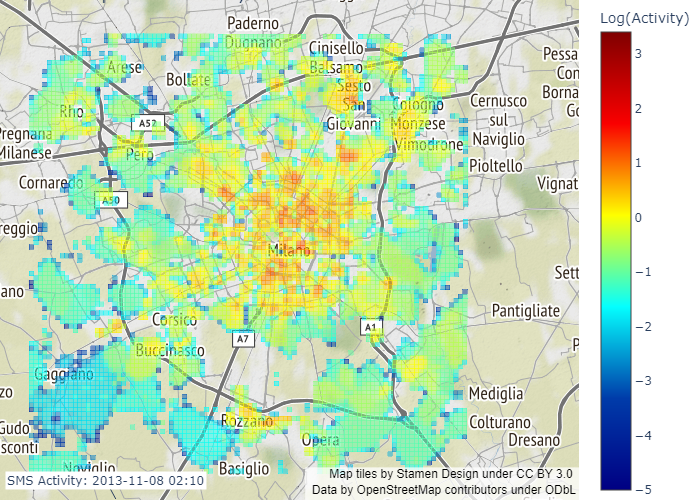 Log(Activity)
3
2
1
0
−1
−2
−3
−4
−5
Paderno
Dugnano
Cinisello
Balsamo
Arese
Bollate
Sesto
San
Giovanni
Cologno
Monzese
Vimodrone
Cernusco
sul
Naviglio
Pessa
Con
Borna
Go
Rho
A52
Pregnana
Milanese
Pero
Pioltello
Cornaredo
A50
Vignat
reggio
Milano
Sett
ano
Pantigliate
Corsico
A1
A7
Buccinasco
P
Gaggiano
zo
Mediglia
Rozzano
Colturano
Gudo
sconti
Opera
Dresano
Noviglio
Basiglio
SMS Activity: 2013-11-08 02:10
Map tiles by Stamen Design under CC BY 3.0
Data by OpenStreetMap contributors under ODbL